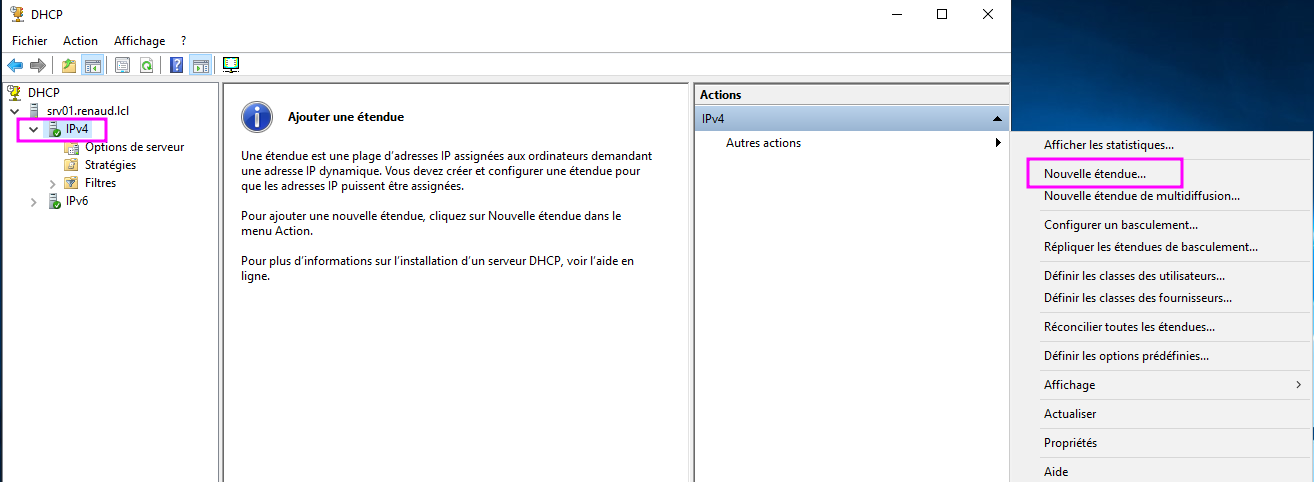 DHCP
Fichier Action Affichage ?
DHCP
srv01.renaud.lcl
IPv4
Options de serveur
Stratégies
Filtres
IPv6
Ajouter une étendue
Une étendue est une plage d'adresses IP assignées aux ordinateurs demandant
une adresse IP dynamique. Vous devez créer et configurer une étendue pour
que les adresses IP puissent être assignées.
Pour ajouter une nouvelle étendue, cliquez sur Nouvelle étendue dans le
menu Action.
Pour plus d'informations sur l'installation d'un serveur DHCP, voir l'aide en
ligne.
Actions
IPv4
Autres actions
Afficher les statistiques...
Nouvelle étendue...
Nouvelle étendue de multidiffusion...
Configurer un basculement...
Répliquer les étendues de basculement...
Définir les classes des utilisateurs...
Définir les classes des fournisseurs...
Réconcilier toutes les étendues...
Définir les options prédéfinies...
Affichage
Actualiser
Propriétés
Aide